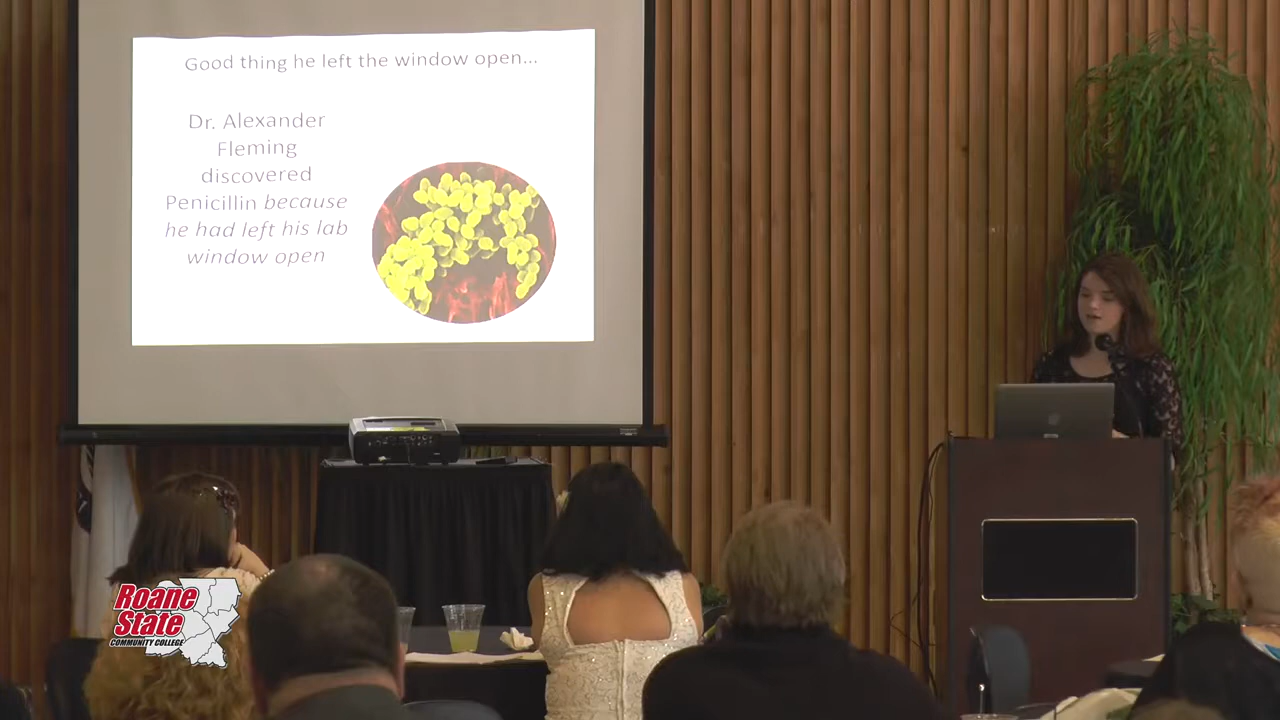 Good thing he left the window open...
Dr. Alexander
Fleming
discovered
Penicillin because
he had left his lab
window open
Roane
State
COMMUNITY COLLEGE